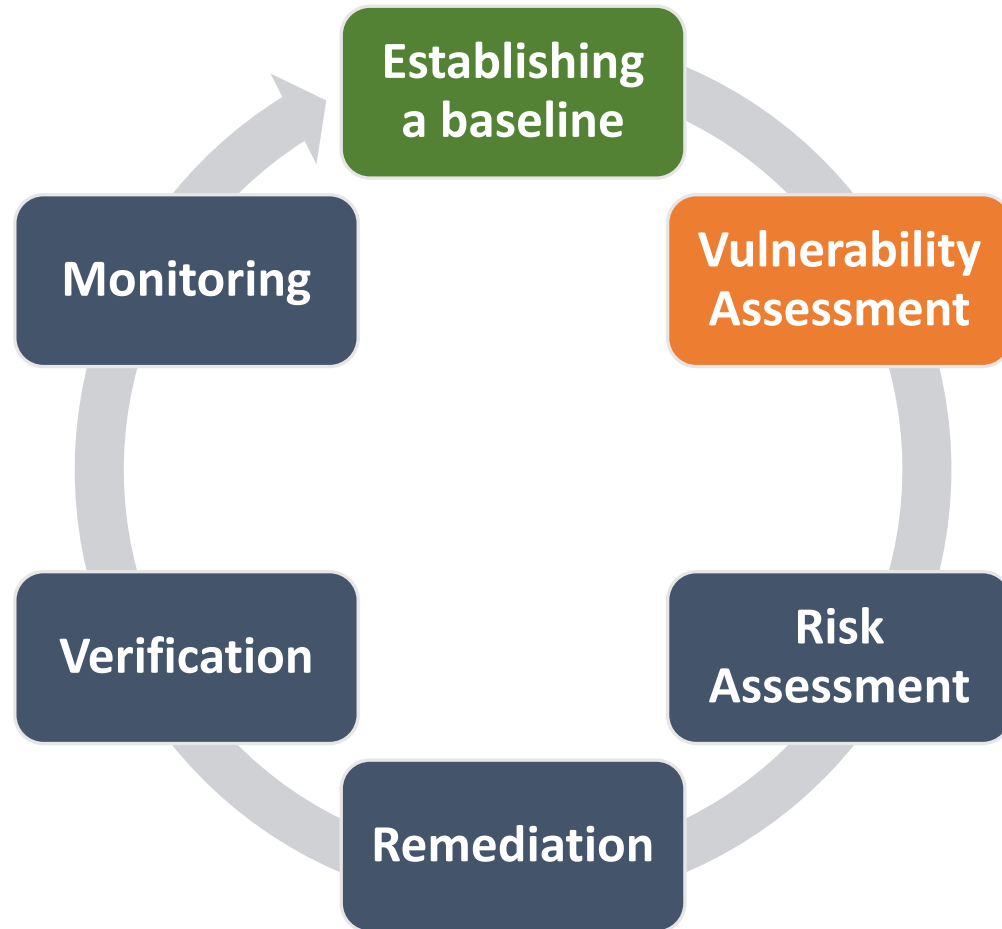 Establishing
a baseline
Vulnerability
Assessment
Risk
Assessment
Remediation
Verification
Monitoring